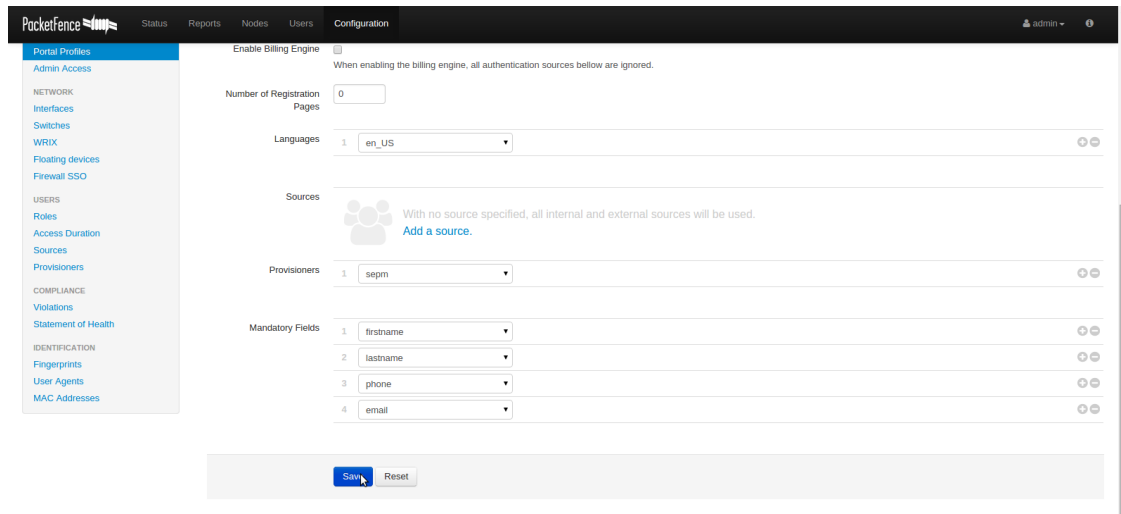 PacketFence Status Reports Nodes Users Configuration admin
Portal Profiles
Admin Access
NETWORK
Interfaces
Switches
WRIX
Floating devices
Firewall SSO
USERS
Roles
Access Duration
Sources
Provisioners
COMPLIANCE
Violations
Statement of Health
IDENTIFICATION
Fingerprints
User Agents
MAC Addresses
Enable Billing Engine
When enabling the billing engine, all authentication sources bellow are ignored.
Number of Registration
Pages
0
Languages 1 en_US
Sources
With no source specified, all internal and external sources will be used.
Add a source.
Provisioners 1 sepm
Mandatory Fields 1 firstname
2 lastname
3 phone
4 email
Save Reset